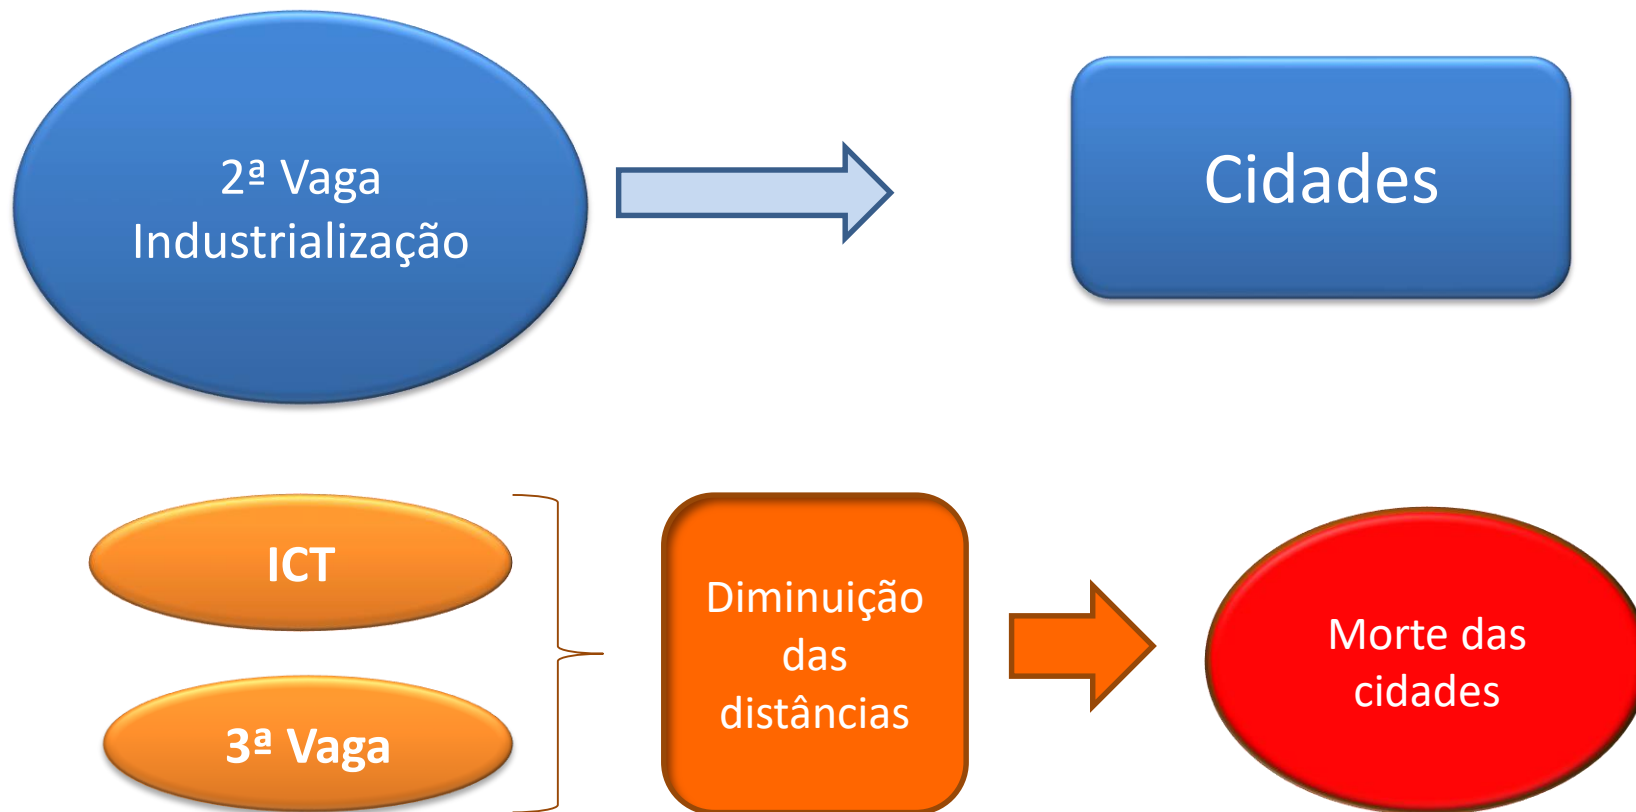 2ª Vaga
Industrialização
Cidades
ICT
3ª Vaga
Diminuição
das
distâncias
Morte das
cidades